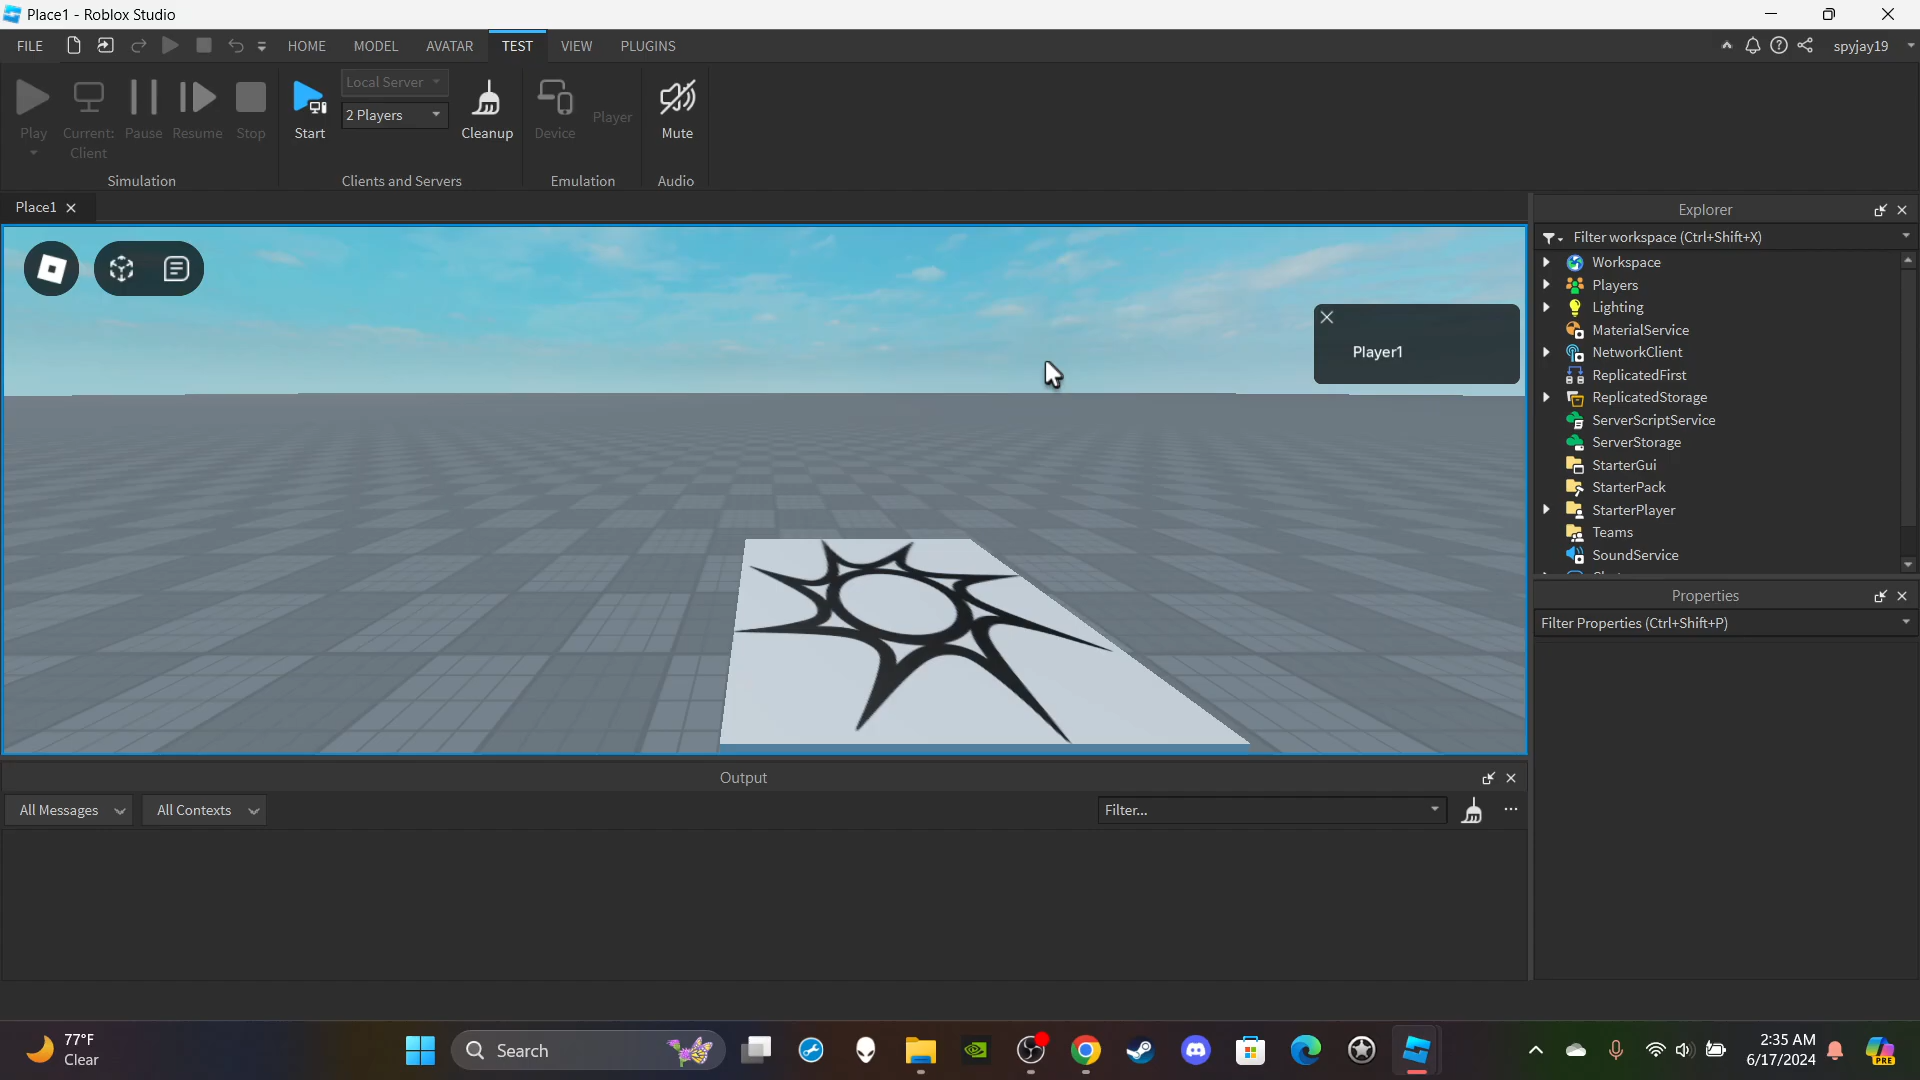 Place1 - Roblox Studio
FILE HOME MODEL AVATAR TEST VIEW PLUGINS spyjay19
Local Server
2 Players
Play Current: Client Pause Resume Stop Start Cleanup Device Player Mute
Simulation Clients and Servers Emulation Audio
Place1
Player1
Explorer
Filter workspace (Ctrl+Shift+X)
Workspace
Players
Lighting
MaterialService
NetworkClient
ReplicatedFirst
ReplicatedStorage
ServerScriptService
ServerStorage
StarterGui
StarterPack
StarterPlayer
Teams
SoundService
Properties
Filter Properties (Ctrl+Shift+P)
Output
All Messages All Contexts Filter...
77°F
Clear
Search
2:35 AM
6/17/2024
PRE